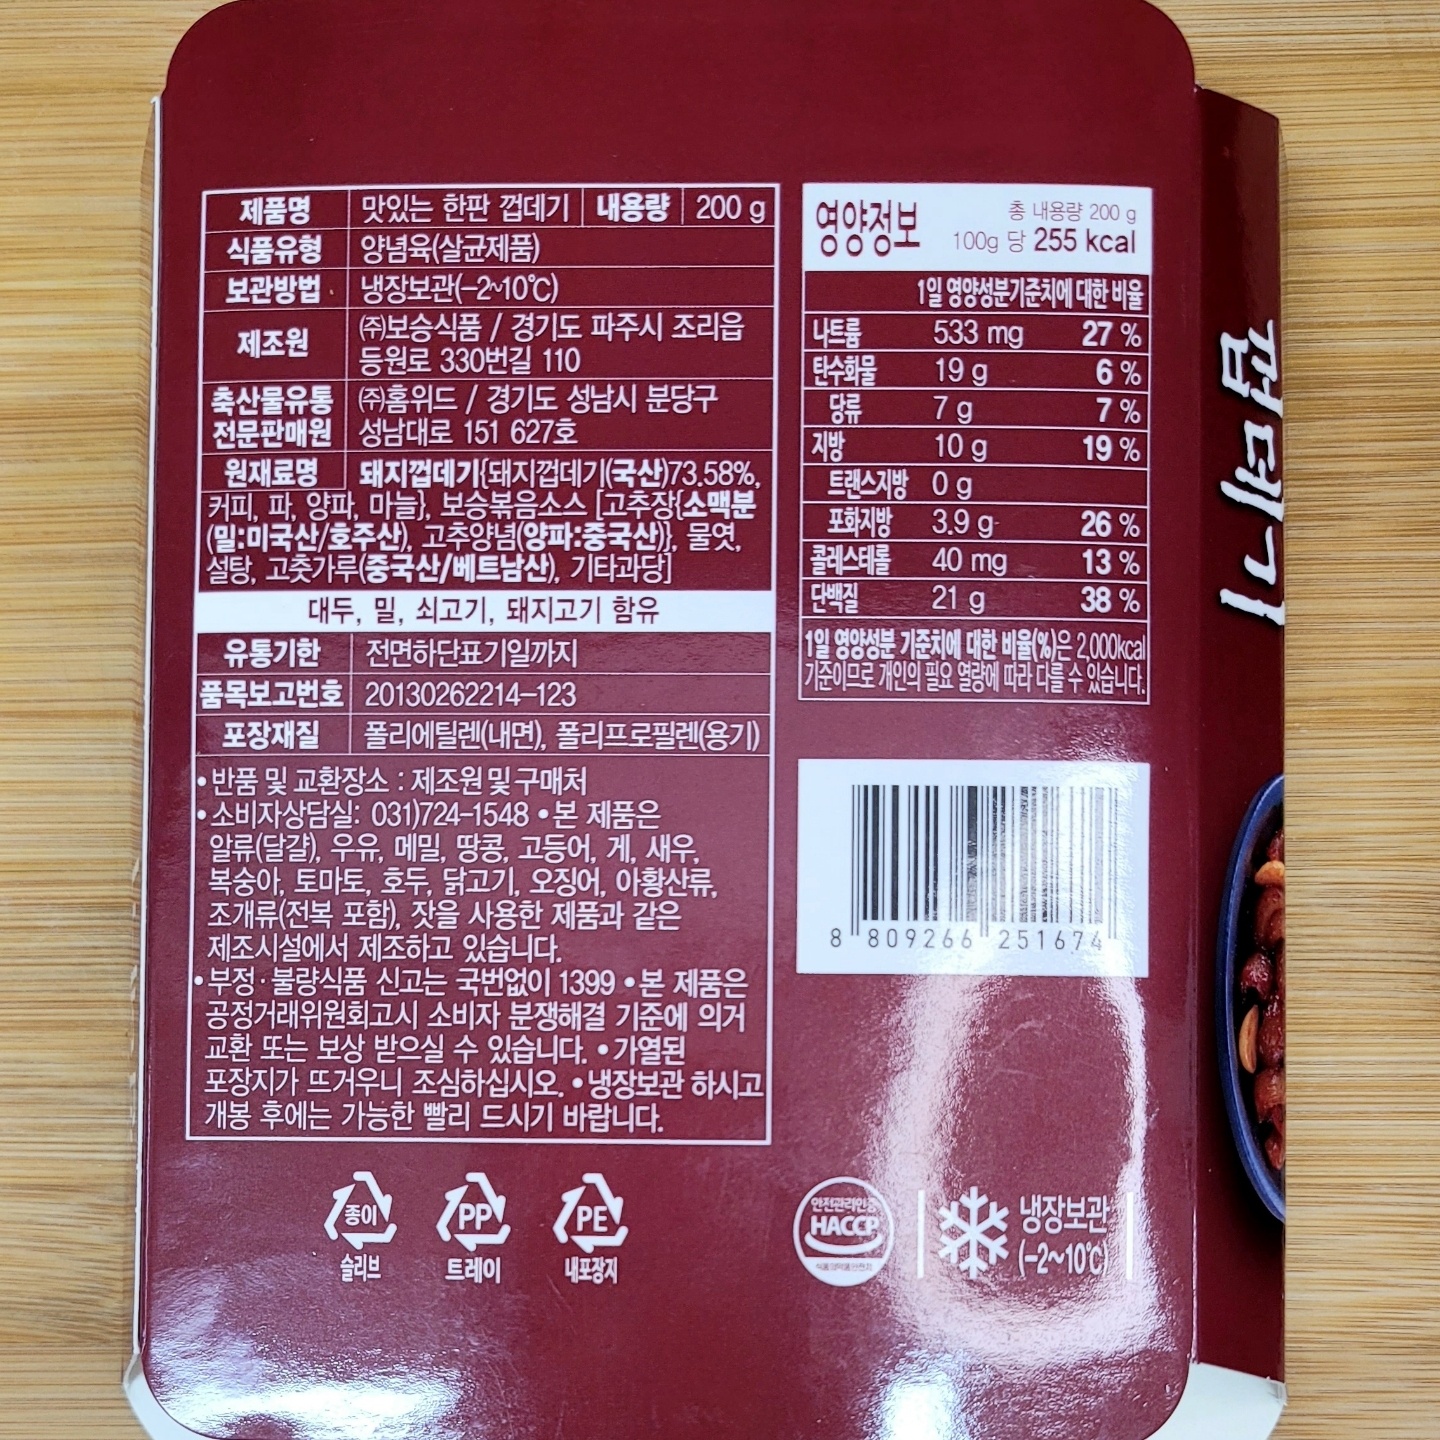 제품명 맛있는 한판 껍데기 내용량 200 g
식품유형 양념육(살균제품)
보관방법 냉장보관(-2~10℃)
제조원 ㈜보승식품 / 경기도 파주시 조리읍
등원로 330번길 110
축산물유통 ㈜홈위드 / 경기도 성남시 분당구
전문판매원 성남대로 151 627호
원재료명 돼지껍데기{돼지껍데기(국산)73.58%,
커피, 파, 양파, 마늘}, 보승볶음소스 [고추장{소맥분
(밀:미국산/호주산), 고추양념(양파:중국산)}, 물엿,
설탕, 고춧가루(중국산/베트남산), 기타과당]
대두, 밀, 쇠고기, 돼지고기 함유
유통기한 전면하단표기일까지
품목보고번호 20130262214-123
포장재질 폴리에틸렌(내면), 폴리프로필렌(용기)
• 반품 및 교환장소 : 제조원 및 구매처
• 소비자상담실: 031)724-1548 • 본 제품은
알류(달걀), 우유, 메밀, 땅콩, 고등어, 게, 새우,
복숭아, 토마토, 호두, 닭고기, 오징어, 아황산류,
조개류(전복 포함), 잣을 사용한 제품과 같은
제조시설에서 제조하고 있습니다.
• 부정·불량식품 신고는 국번없이 1399 • 본 제품은
공정거래위원회고시 소비자 분쟁해결 기준에 의거
교환 또는 보상 받으실 수 있습니다. • 가열된
포장지가 뜨거우니 조심하십시오. • 냉장보관 하시고
개봉 후에는 가능한 빨리 드시기 바랍니다.
종이 PP PE
슬리브 트레이 내포장지
영양정보
총 내용량 200 g
100g 당 255 kcal
1일 영양성분기준치에 대한 비율
나트륨 533 mg 27 %
탄수화물 19 g 6 %
당류 7 g 7 %
지방 10 g 19 %
트랜스지방 0 g
포화지방 3.9 g 26 %
콜레스테롤 40 mg 13 %
단백질 21 g 38 %
1일 영양성분 기준치에 대한 비율(%)은 2,000kcal
기준이므로 개인의 필요 열량에 따라 다를 수 있습니다.
8 809266 251674
안전관리인증
HACCP
냉장보관
(-2~10℃)
껍데기